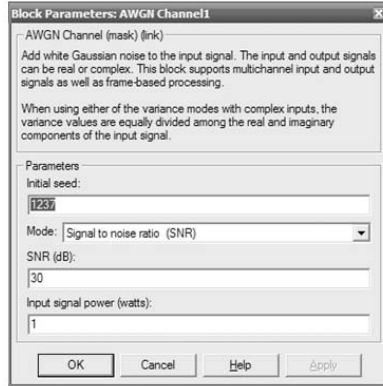 Block Parameters: AWGN Channel1
AWGN Channel (mask) (link)
Add white Gaussian noise to the input signal. The input and output signals
can be real or complex. This block supports multichannel input and output
signals as well as frame-based processing.
When using either of the variance modes with complex inputs, the
variance values are equally divided among the real and imaginary
components of the input signal.
Parameters
Initial seed:
1237
Mode: Signal to noise ratio (SNR)
SNR (dB):
30
Input signal power (watts):
1
OK Cancel Help Apply